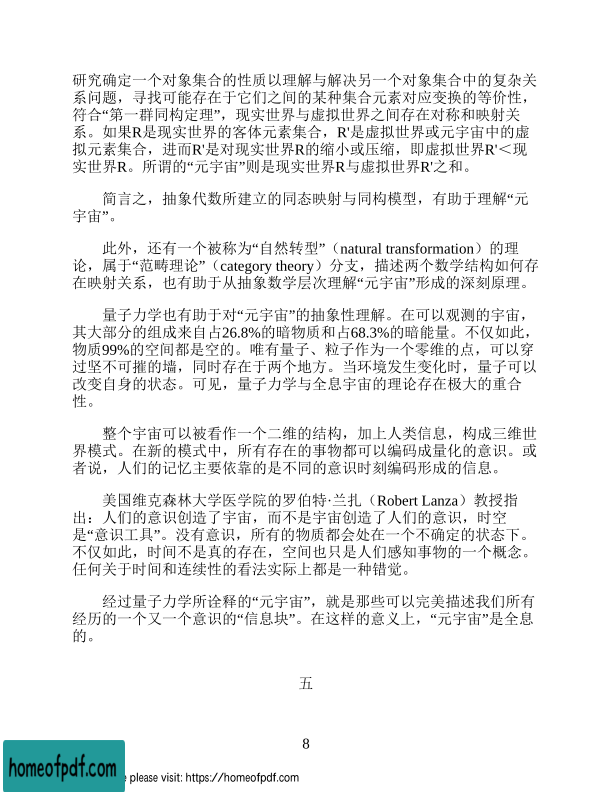 研究确定一个对象集合的性质以理解与解决另一个对象集合中的复杂关
系问题，寻找可能存在于它们之间的某种集合元素对应变换的等价性，
符合“第一群同构定理”，现实世界与虚拟世界之间存在对称和映射关
系。如果R是现实世界的客体元素集合，R'是虚拟世界或元宇宙中的虚
拟元素集合，进而R'是对现实世界R的缩小或压缩，即虚拟世界R'＜现
实世界R。所谓的“元宇宙”则是现实世界R与虚拟世界R'之和。
简言之，抽象代数所建立的同态映射与同构模型，有助于理解“元
宇宙”。
此外，还有一个被称为“自然转型”（natural transformation）的理
论，属于“范畴理论”（category theory）分支，描述两个数学结构如何存
在映射关系，也有助于从抽象数学层次理解“元宇宙”形成的深刻原理。
量子力学也有助于对“元宇宙”的抽象性理解。在可以观测的宇宙，
其大部分的组成来自占26.8%的暗物质和占68.3%的暗能量。不仅如此，
物质99%的空间都是空的。唯有量子、粒子作为一个零维的点，可以穿
过坚不可摧的墙，同时存在于两个地方。当环境发生变化时，量子可以
改变自身的状态。可见，量子力学与全息宇宙的理论存在极大的重合
性。
整个宇宙可以被看作一个二维的结构，加上人类信息，构成三维世
界模式。在新的模式中，所有存在的事物都可以编码成量化的意识。或
者说，人们的记忆主要依靠的是不同的意识时刻编码形成的信息。
美国维克森林大学医学院的罗伯特·兰扎（Robert Lanza）教授指
出：人们的意识创造了宇宙，而不是宇宙创造了人们的意识，时空
是“意识工具”。没有意识，所有的物质都会处在一个不确定的状态下。
不仅如此，时间不是真的存在，空间也只是人们感知事物的一个概念。
任何关于时间和连续性的看法实际上都是一种错觉。
经过量子力学所诠释的“元宇宙”，就是那些可以完美描述我们所有
经历的一个又一个意识的“信息块”。在这样的意义上，“元宇宙”是全息
的。
五
8
homeofpdf.com
please visit: https://homeofpdf.com